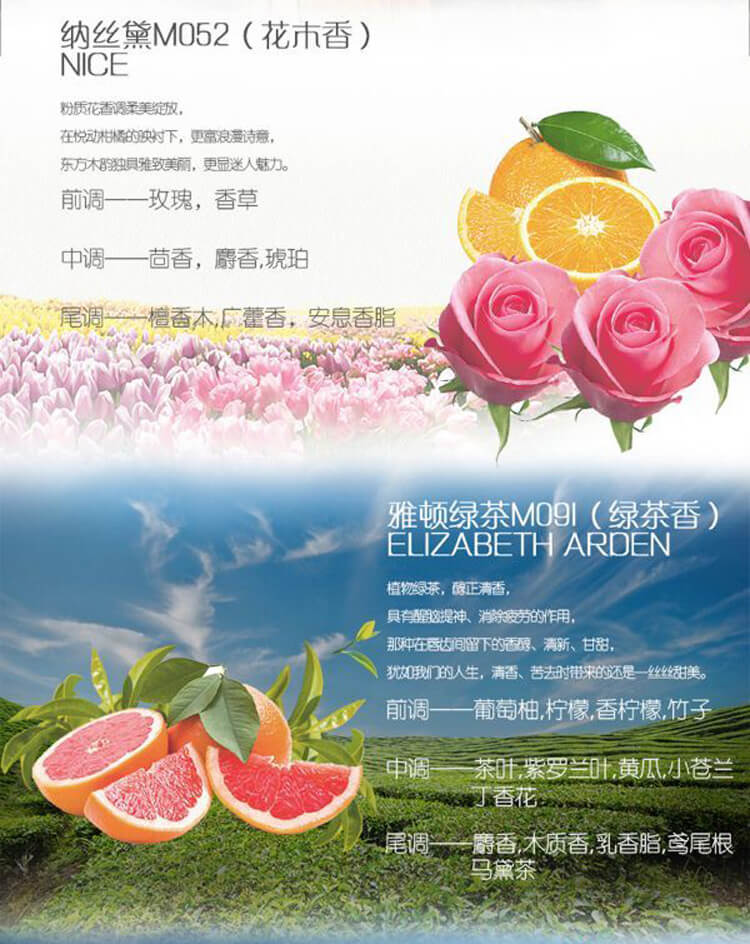 纳丝黛M052（花木香）
NICE
粉质花香调柔美绽放，
在悦动柑橘的映衬下，更富浪漫诗意，
东方木韵独具雅致美丽，更显迷人魅力。
前调——玫瑰，香草
中调——茴香，麝香,琥珀
尾调——檀香木,广藿香，安息香脂
雅顿绿茶M091（绿茶香）
ELIZABETH ARDEN
植物绿茶，醇正清香，
具有醒脑提神、消除疲劳的作用，
那种在唇齿间留下的香醇、清新、甘甜，
犹如我们的人生，清香、苦去时带来的还是一丝丝甜美。
前调——葡萄柚,柠檬,香柠檬,竹子
中调——茶叶,紫罗兰叶,黄瓜,小苍兰
丁香花
尾调——麝香,木质香,乳香脂,鸢尾根
马黛茶